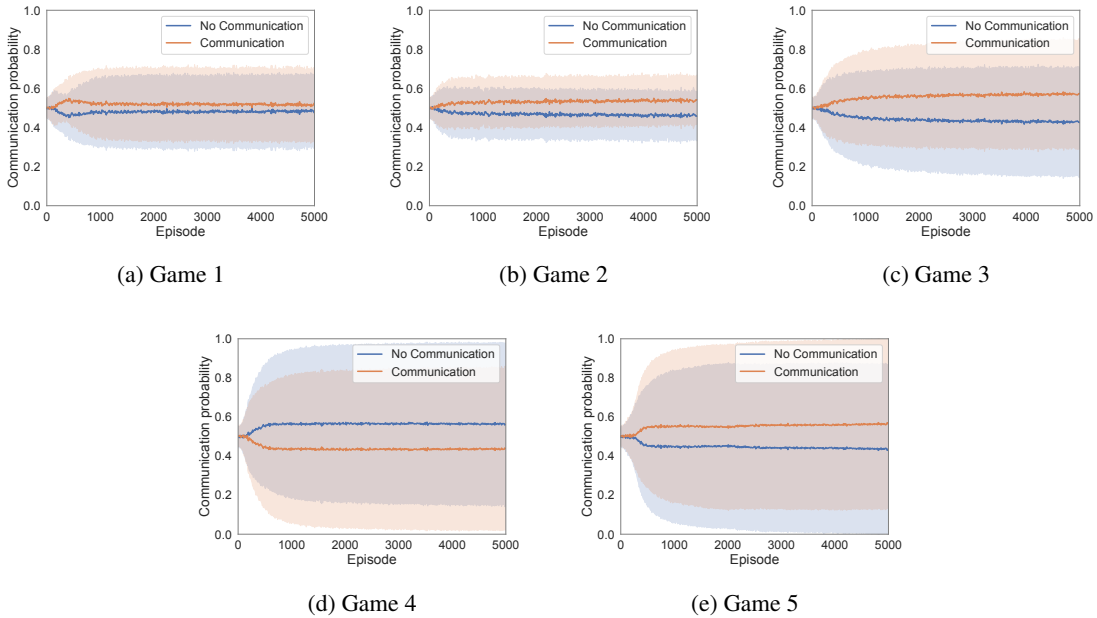 1.0
0.8
0.6
0.4
0.2
0.0
Communication probability
No Communication
Communication
0 1000 2000 3000 4000 5000
Episode
(a) Game 1
1.0
0.8
0.6
0.4
0.2
0.0
Communication probability
No Communication
Communication
0 1000 2000 3000 4000 5000
Episode
(b) Game 2
1.0
0.8
0.6
0.4
0.2
0.0
Communication probability
No Communication
Communication
0 1000 2000 3000 4000 5000
Episode
(c) Game 3
1.0
0.8
0.6
0.4
0.2
0.0
Communication probability
No Communication
Communication
0 1000 2000 3000 4000 5000
Episode
(d) Game 4
1.0
0.8
0.6
0.4
0.2
0.0
Communication probability
No Communication
Communication
0 1000 2000 3000 4000 5000
Episode
(e) Game 5